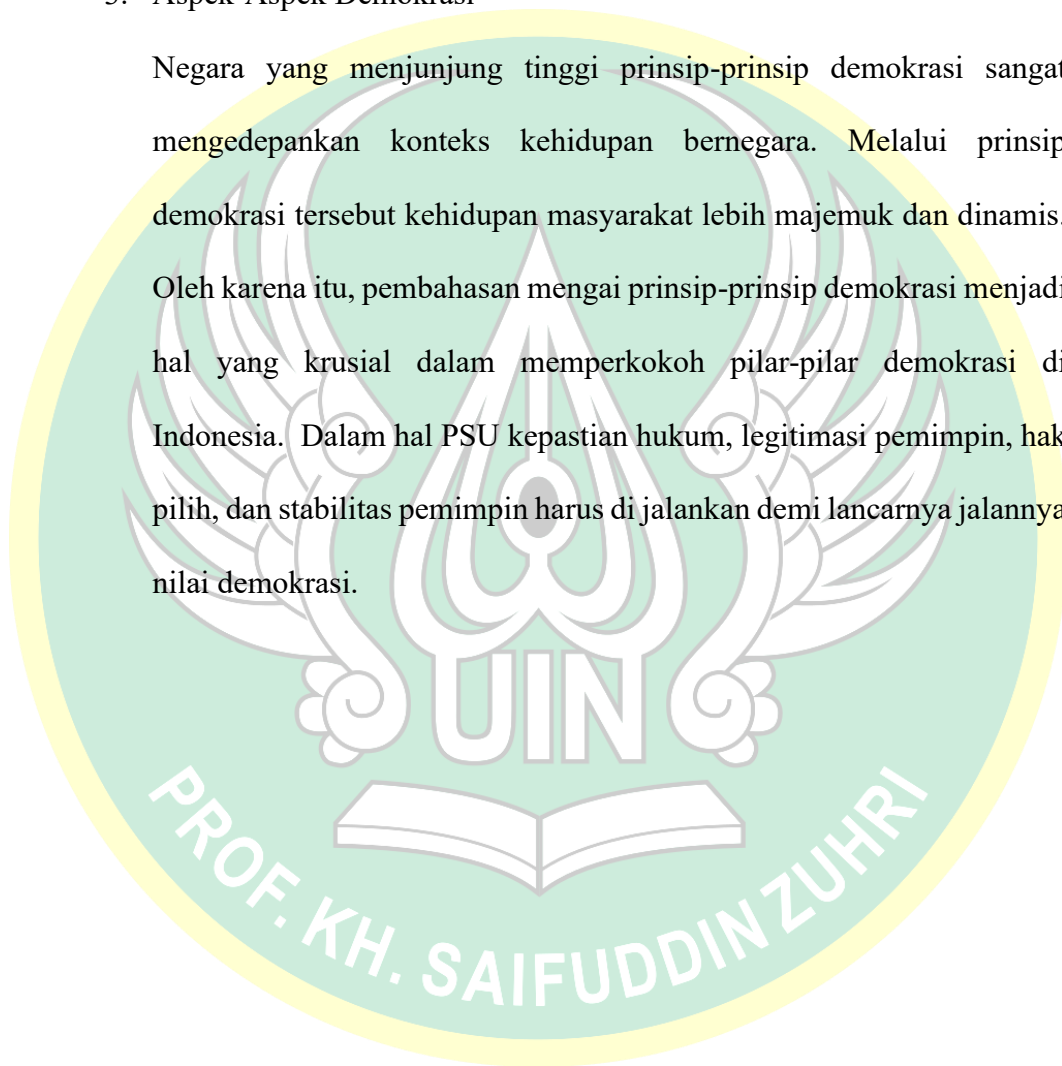 Aspek-Aspek Demokrasi
Negara yang menjunjung tinggi prinsip-prinsip demokrasi sangat
mengedepankan konteks kehidupan bernegara. Melalui prinsip
demokrasi tersebut kehidupan masyarakat lebih majemuk dan dinamis.
Oleh karena itu, pembahasan mengai prinsip-prinsip demokrasi menjadi
hal yang krusial dalam memperkokoh pilar-pilar demokrasi di
Indonesia. Dalam hal PSU kepastian hukum, legitimasi pemimpin, hak
pilih, dan stabilitas pemimpin harus di jalankan demi lancarnya jalannya
nilai demokrasi.
UIN
PROF. KH. SAIFUDDIN ZUHRI